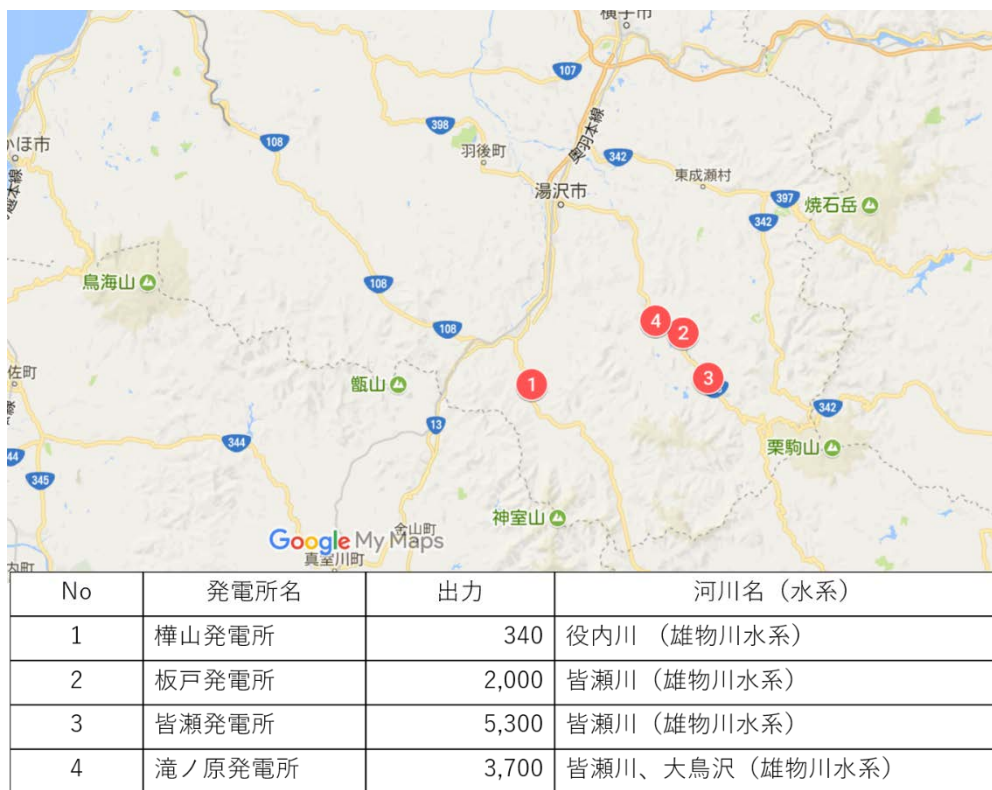 横手市
107
398
奥羽本線
かほ市
108
羽後町
342
東成瀬村
湯沢市
397
焼石岳
342
鳥海山
108
108
4
2
佐町
甑山
1
3
342
13
344
栗駒山
44
345
神室山
Google My Maps
金山町
真室川町
内町
No 発電所名 出力 河川名（水系）
1 樺山発電所 340 役内川 （雄物川水系）
2 板戸発電所 2,000 皆瀬川（雄物川水系）
3 皆瀬発電所 5,300 皆瀬川（雄物川水系）
4 滝ノ原発電所 3,700 皆瀬川、大鳥沢（雄物川水系）